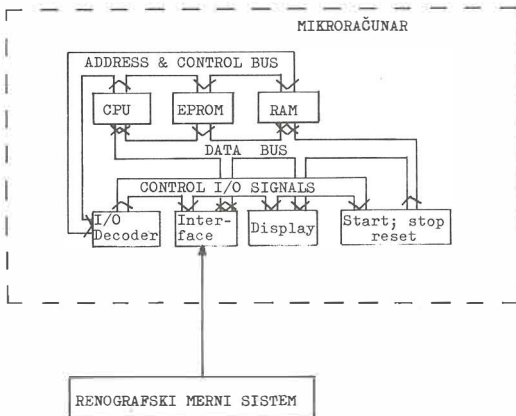 MIKRORAČUNAR
ADDRESS & CONTROL BUS
CPU
EPROM
RAM
DATA BUS
CONTROL I/O SIGNALS
I/O
Decoder
Inter-
face
Display
Start; stop
reset
RENOGRAFSKI MERNI SISTEM